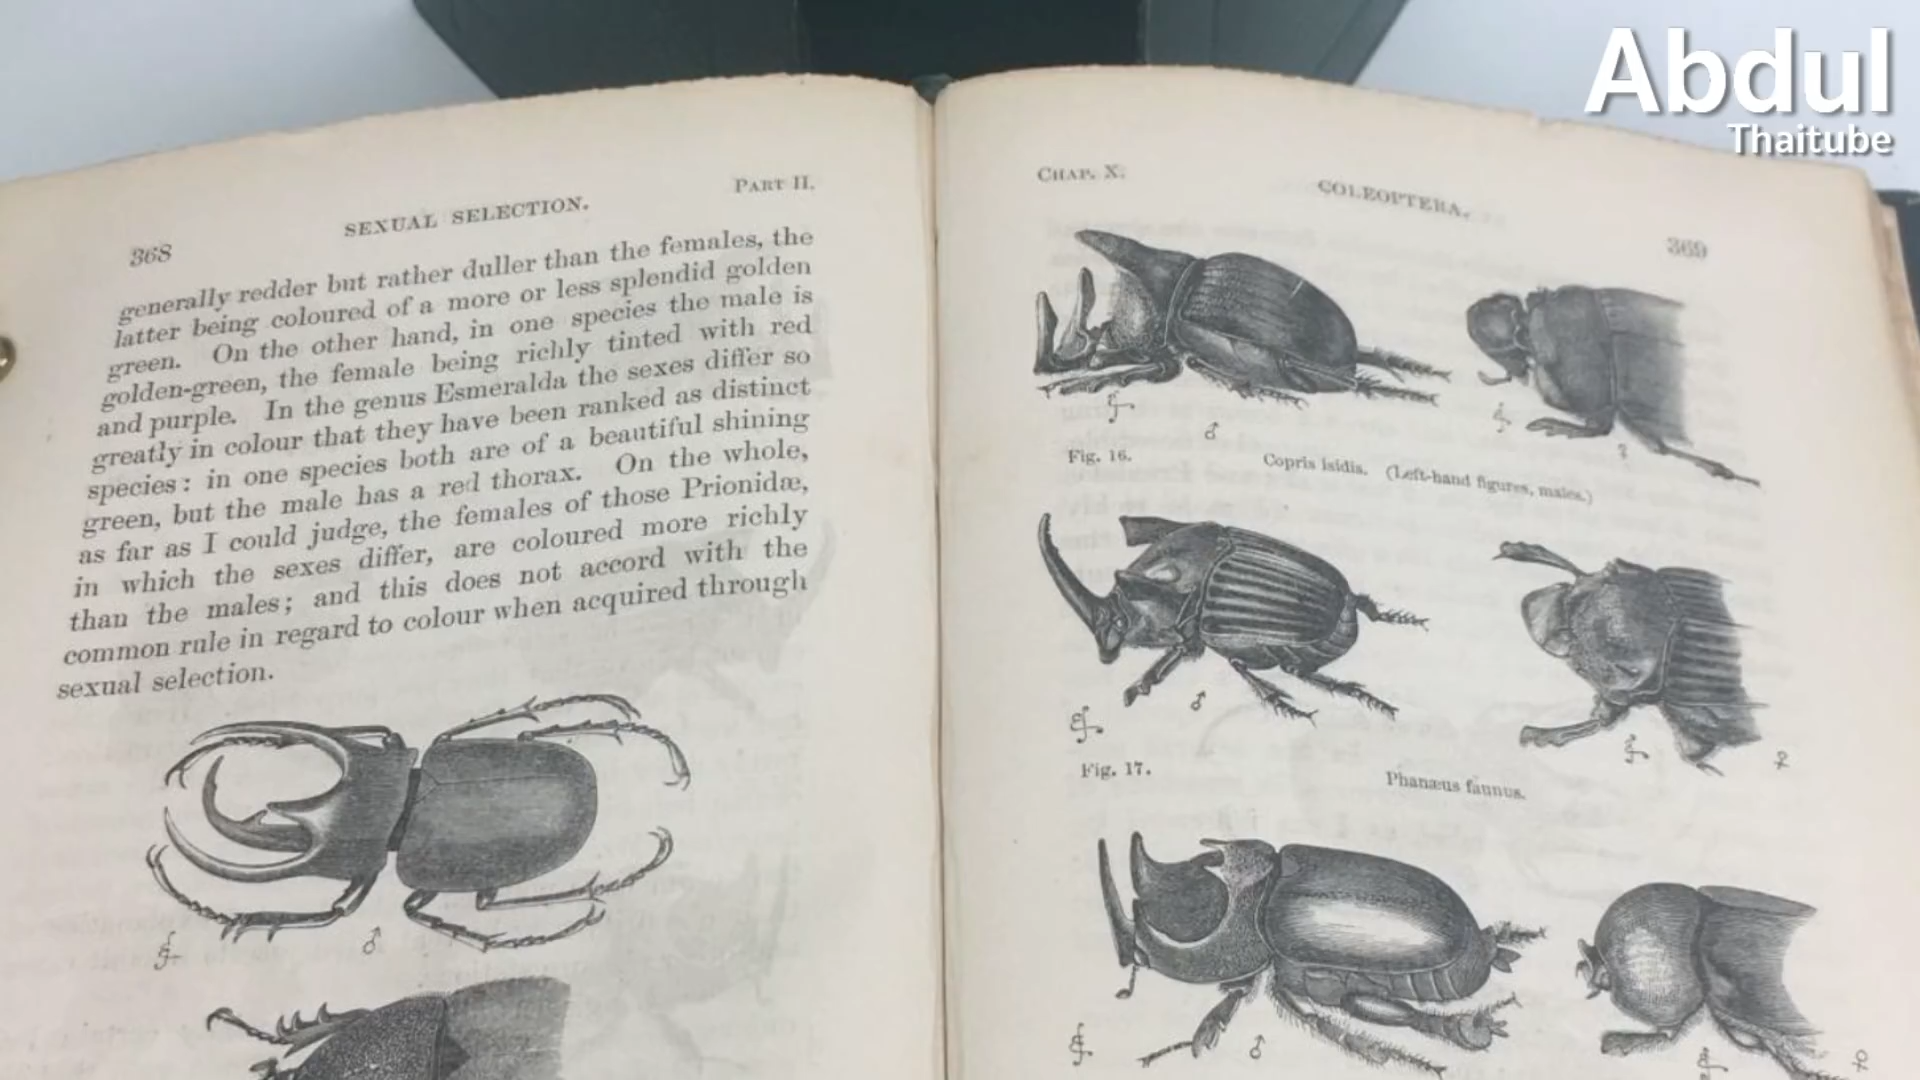 Abdul
Thaitube
PART II.
SEXUAL SELECTION.
368
generally redder but rather duller than the females, the
latter being coloured of a more or less splendid golden
green. On the other hand, in one species the male is
golden-green, the female being richly tinted with red
and purple. In the genus Esmeralda the sexes differ so
greatly in colour that they have been ranked as distinct
species: in one species both are of a beautiful shining
green, but the male has a red thorax. On the whole,
as far as I could judge, the females of those Prionidæ,
in which the sexes differ, are coloured more richly
than the males; and this does not accord with the
common rule in regard to colour when acquired through
sexual selection.
♂
CHAP. X.
COLEOPTERA.
369
♂
♀
Fig. 16.
Copris isidis. (Left-hand figures, males.)
♂
♀
Fig. 17.
Phanæus faunus.
♂
♀